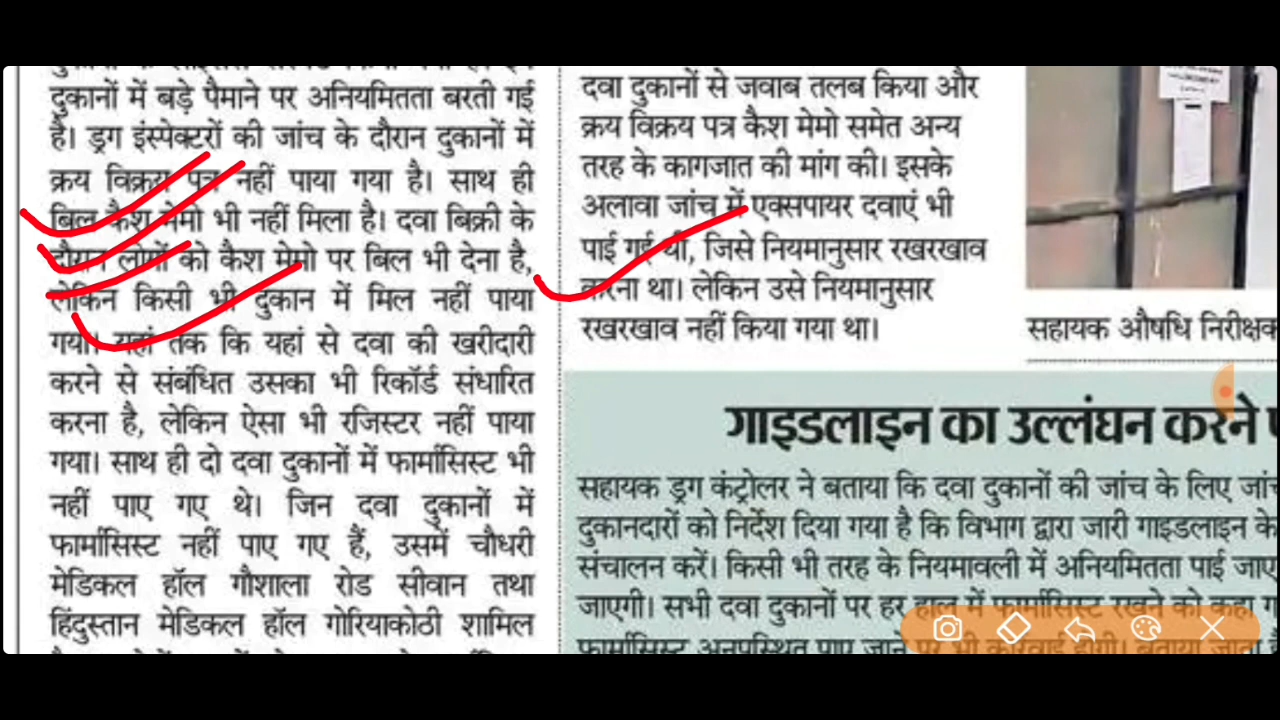 दुकानों में बड़े पैमाने पर अनियमितता बरती गई
है। ड्रग इंस्पेक्टरों की जांच के दौरान दुकानों में
क्रय विक्रय पत्र नहीं पाया गया है। साथ ही
बिल कैश मेमो भी नहीं मिला है। दवा बिक्री के
दौरान लोगों को कैश मेमो पर बिल भी देना है,
लेकिन किसी भी दुकान में मिल नहीं पाया
गया। यहां तक कि यहां से दवा की खरीदारी
करने से संबंधित उसका भी रिकॉर्ड संधारित
करना है, लेकिन ऐसा भी रजिस्टर नहीं पाया
गया। साथ ही दो दवा दुकानों में फार्मासिस्ट भी
नहीं पाए गए थे। जिन दवा दुकानों में
फार्मासिस्ट नहीं पाए गए हैं, उसमें चौधरी
मेडिकल हॉल गौशाला रोड सीवान तथा
हिंदुस्तान मेडिकल हॉल गोरियाकोठी शामिल
दवा दुकानों से जवाब तलब किया और
क्रय विक्रय पत्र कैश मेमो समेत अन्य
तरह के कागजात की मांग की। इसके
अलावा जांच में एक्सपायर दवाएं भी
पाई गई थी, जिसे नियमानुसार रखरखाव
करना था। लेकिन उसे नियमानुसार
रखरखाव नहीं किया गया था।
सहायक औषधि निरीक्षक
गाइडलाइन का उल्लंघन करने
सहायक ड्रग कंट्रोलर ने बताया कि दवा दुकानों की जांच के लिए
दुकानदारों को निर्देश दिया गया है कि विभाग द्वारा जारी गाइडलाइन के
संचालन करें। किसी भी तरह के नियमावली में अनियमितता पाई
जाएगी। सभी दवा दुकानों पर हर हाल में फार्मासिस्ट रखने को कहा
फार्मासिस्ट अनुपस्थित पाए जाने पर भी कार्रवाई होगी। बताया जाता